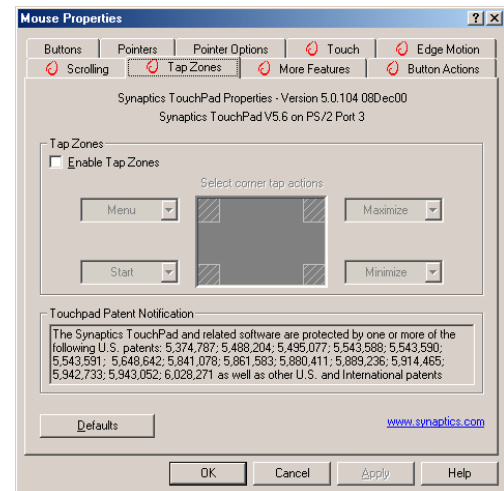 Mouse Properties
Buttons Pointers Pointer Options Touch Edge Motion
Scrolling Tap Zones More Features Button Actions
Synaptics TouchPad Properties - Version 5.0.104 08Dec00
Synaptics TouchPad V5.6 on PS/2 Port 3
Tap Zones
Enable Tap Zones
Select corner tap actions
Menu Maximize
Start Minimize
Touchpad Patent Notification
The Synaptics TouchPad and related software are protected by one or more of the
following U.S. patents: 5,374,787; 5,488,204; 5,495,077; 5,543,588; 5,543,590;
5,543,591; 5,648,642; 5,841,078; 5,861,583; 5,880,411; 5,889,236; 5,914,465;
5,942,733; 5,943,052; 6,028,271 as well as other U.S. and International patents
Defaults www.synaptics.com
OK Cancel Apply Help